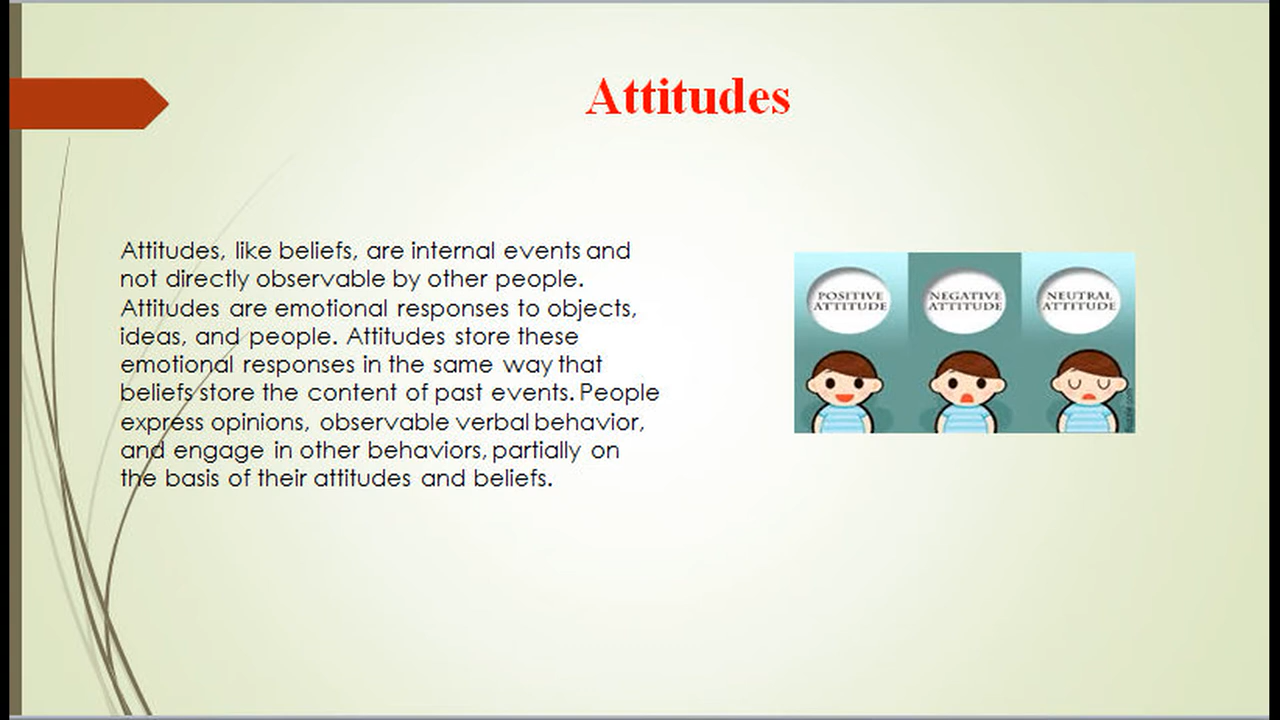 Attitudes
Attitudes, like beliefs, are internal events and
not directly observable by other people.
Attitudes are emotional responses to objects,
ideas, and people. Attitudes store these
emotional responses in the same way that
beliefs store the content of past events. People
express opinions, observable verbal behavior,
and engage in other behaviors, partially on
the basis of their attitudes and beliefs.
POSITIVE
ATTITUDE
NEGATIVE
ATTITUDE
NEUTRAL
ATTITUDE